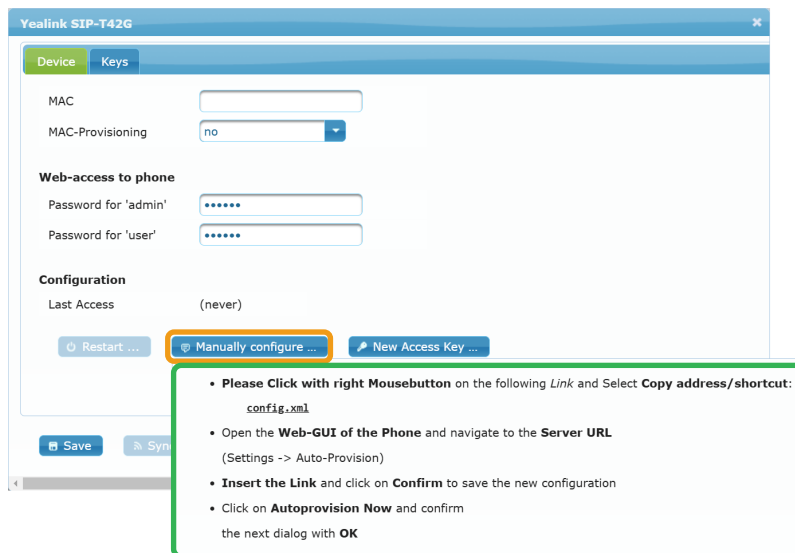 Yealink SIP-T42G
Device Keys
MAC
MAC-Provisioning no
Web-access to phone
Password for 'admin' ••••••
Password for 'user' ••••••
Configuration
Last Access (never)
Restart ... Manually configure ... New Access Key ...
• Please Click with right Mousebutton on the following Link and Select Copy address/shortcut:
config.xml
• Open the Web-GUI of the Phone and navigate to the Server URL
(Settings -> Auto-Provision)
• Insert the Link and click on Confirm to save the new configuration
• Click on Autoprovision Now and confirm
the next dialog with OK
Save